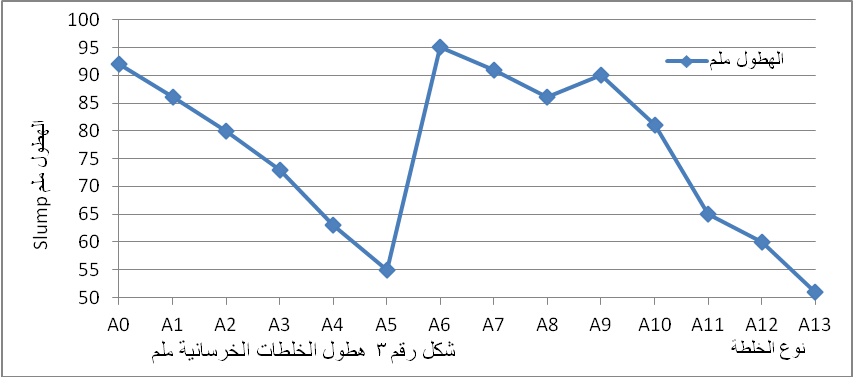 100
95
90
85
80
75
70
65
60
55
50
الهطول ملم Slump
الهطول ملم
A0 A1 A2 A3 A4 A5 A6 A7 A8 A9 A10 A11 A12 A13
نوع الخلطة
شكل رقم ٣ هطول الخلطات الخرسانية ملم